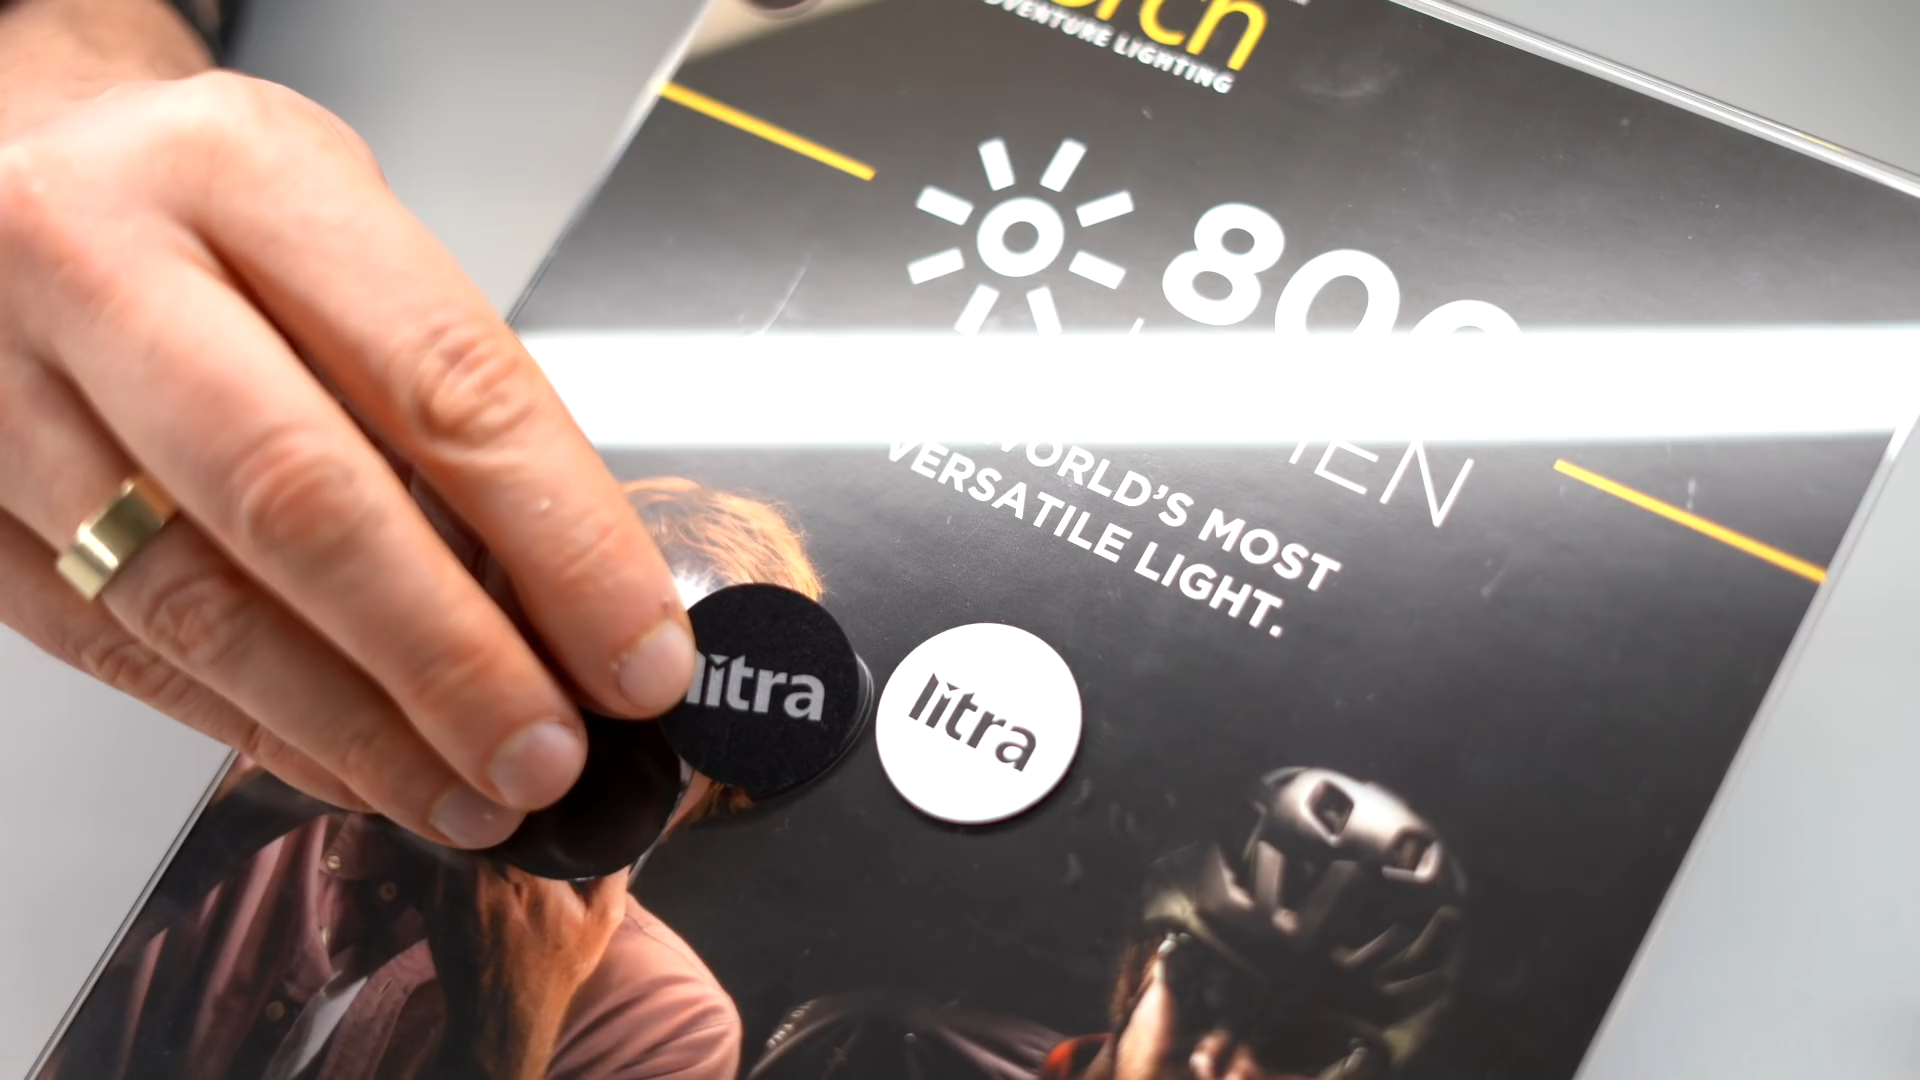 ADVENTURE LIGHTING
800
WORLD'S MOST
VERSATILE LIGHT.
litra
litra